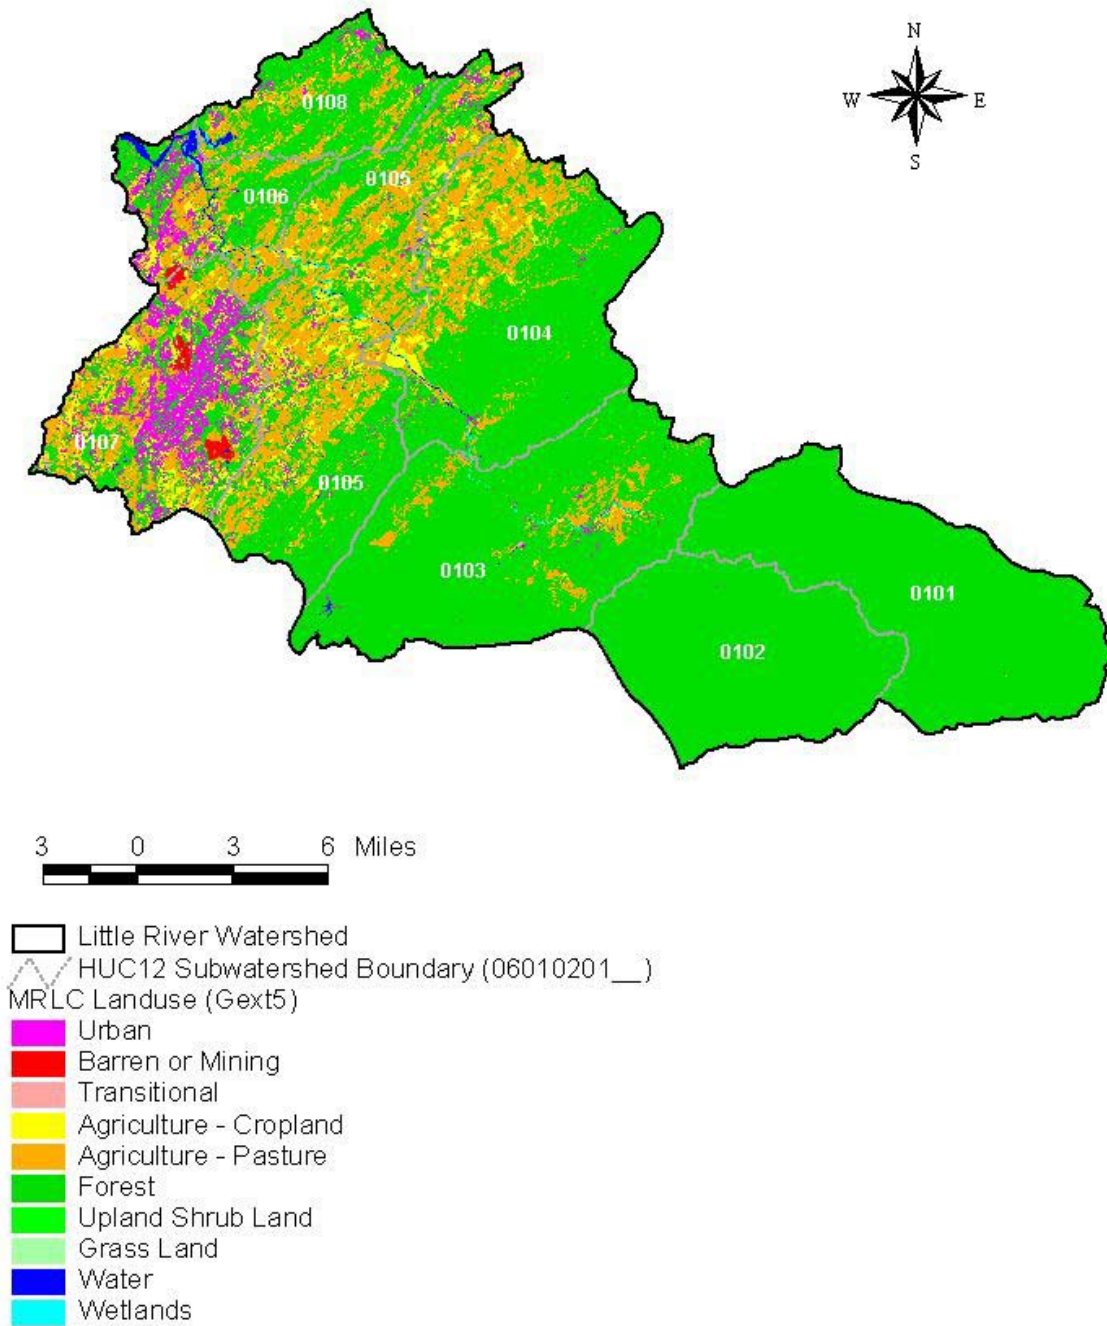 N
W E
S
0108
0105
0106
0104
0107
0105
0103
0101
0102
3 0 3 6 Miles
Little River Watershed
HUC12 Subwatershed Boundary (06010201__)
MRLC Landuse (Gext5)
Urban
Barren or Mining
Transitional
Agriculture - Cropland
Agriculture - Pasture
Forest
Upland Shrub Land
Grass Land
Water
Wetlands